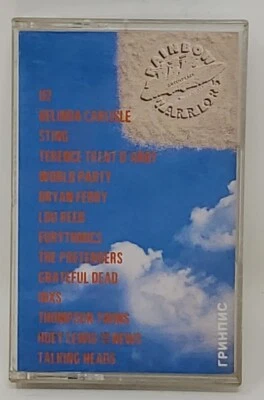 RAINBOW
WARRIORS
U2
BELINDA CARLISLE
STING
TERENCE TRENT D'ARBY
WORLD PARTY
BRYAN FERRY
LOU REED
EURYTHMICS
THE PRETENDERS
GRATEFUL DEAD
INXS
THOMPSON TWINS
HUEY LEWIS & NEWS
TALKING HEADS
ГРИНПИС